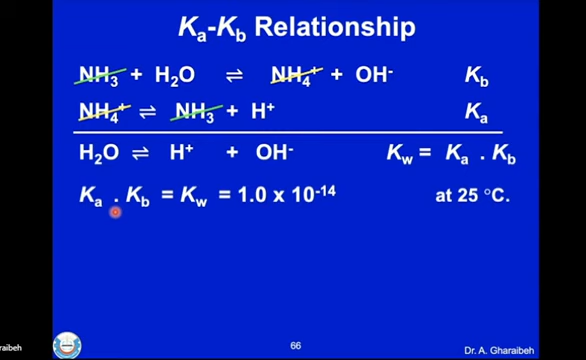 Ka-Kb Relationship
NH3 + H2O ⇌ NH4+ + OH- Kb
NH4+ ⇌ NH3 + H+ Ka
H2O ⇌ H+ + OH- Kw = Ka . Kb
Ka . Kb = Kw = 1.0 x 10-14 at 25 °C.
raibeh
66
Dr. A. Gharaibeh